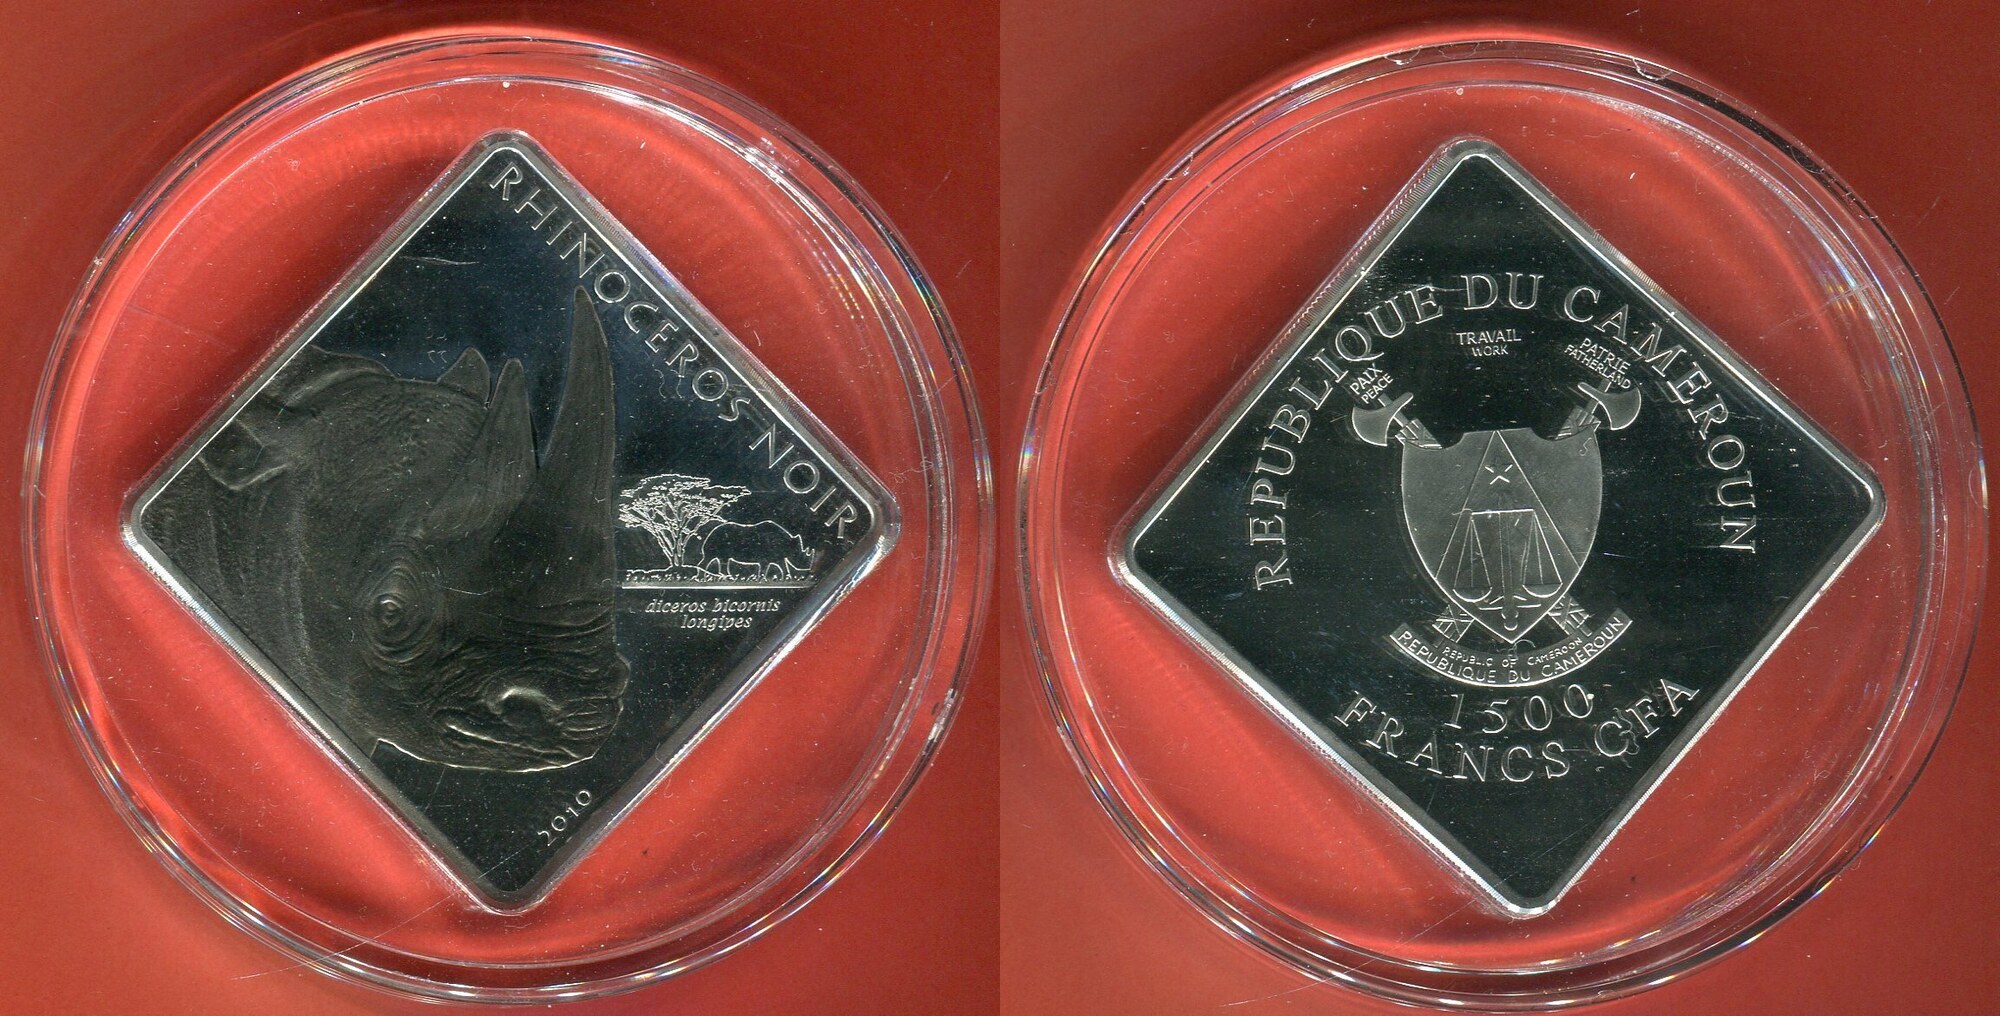 RHINOCEROS NOIR
diceros bicornis
longipes
2010
REPUBLIQUE DU CAMEROUN
TRAVAIL
WORK
PAIX
PEACE
PATRIE
FATHERLAND
REPUBLIC OF CAMEROON
REPUBLIQUE DU CAMEROUN
1500
FRANCS CFA